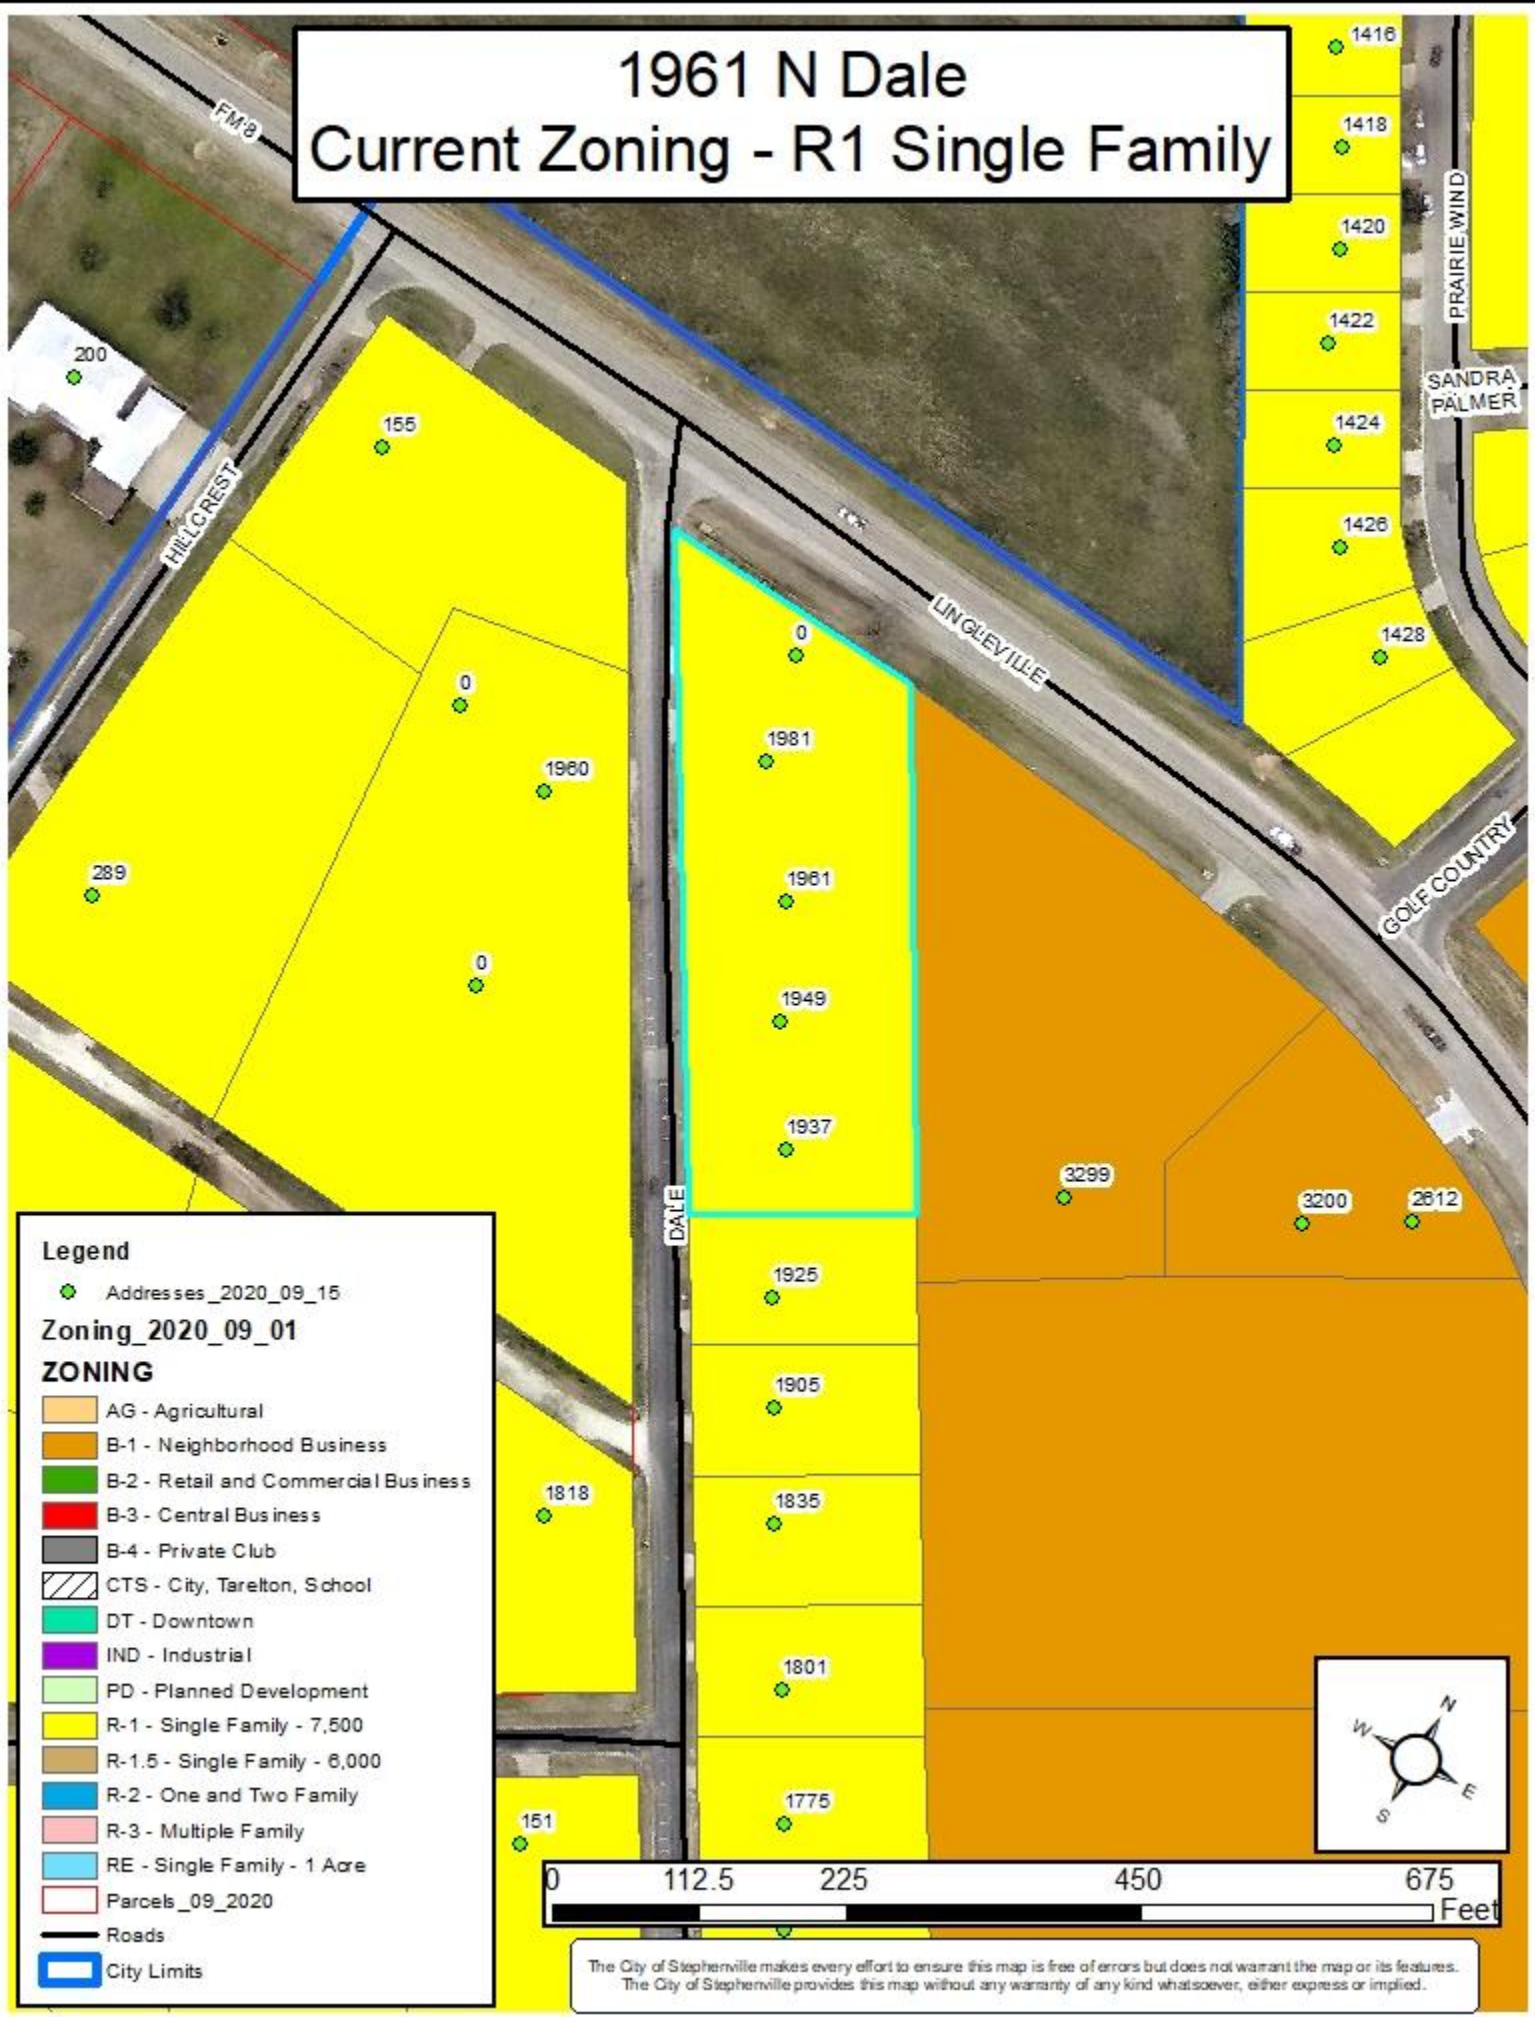 1961 N Dale
Current Zoning - R1 Single Family
FM 8
1416
1418
1420
1422
1424
1426
1428
PRAIRIE WIND
SANDRA
PALMER
200
155
HILLCREST
LINGLEVILLE
0
0
1981
1960
289
1961
GOLF COUNTRY
0
1949
1937
3299
3200
2612
DALE
1925
1905
1835
1818
1801
1775
151
Legend
Addresses_2020_09_15
Zoning_2020_09_01
ZONING
AG - Agricultural
B-1 - Neighborhood Business
B-2 - Retail and Commercial Business
B-3 - Central Business
B-4 - Private Club
CTS - City, Tarelton, School
DT - Downtown
IND - Industrial
PD - Planned Development
R-1 - Single Family - 7,500
R-1.5 - Single Family - 6,000
R-2 - One and Two Family
R-3 - Multiple Family
RE - Single Family - 1 Acre
Parcels_09_2020
Roads
City Limits
N
W
E
S
0 112.5 225 450 675
Feet
The City of Stephenville makes every effort to ensure this map is free of errors but does not warrant the map or its features.
The City of Stephenville provides this map without any warranty of any kind whatsoever, either express or implied.